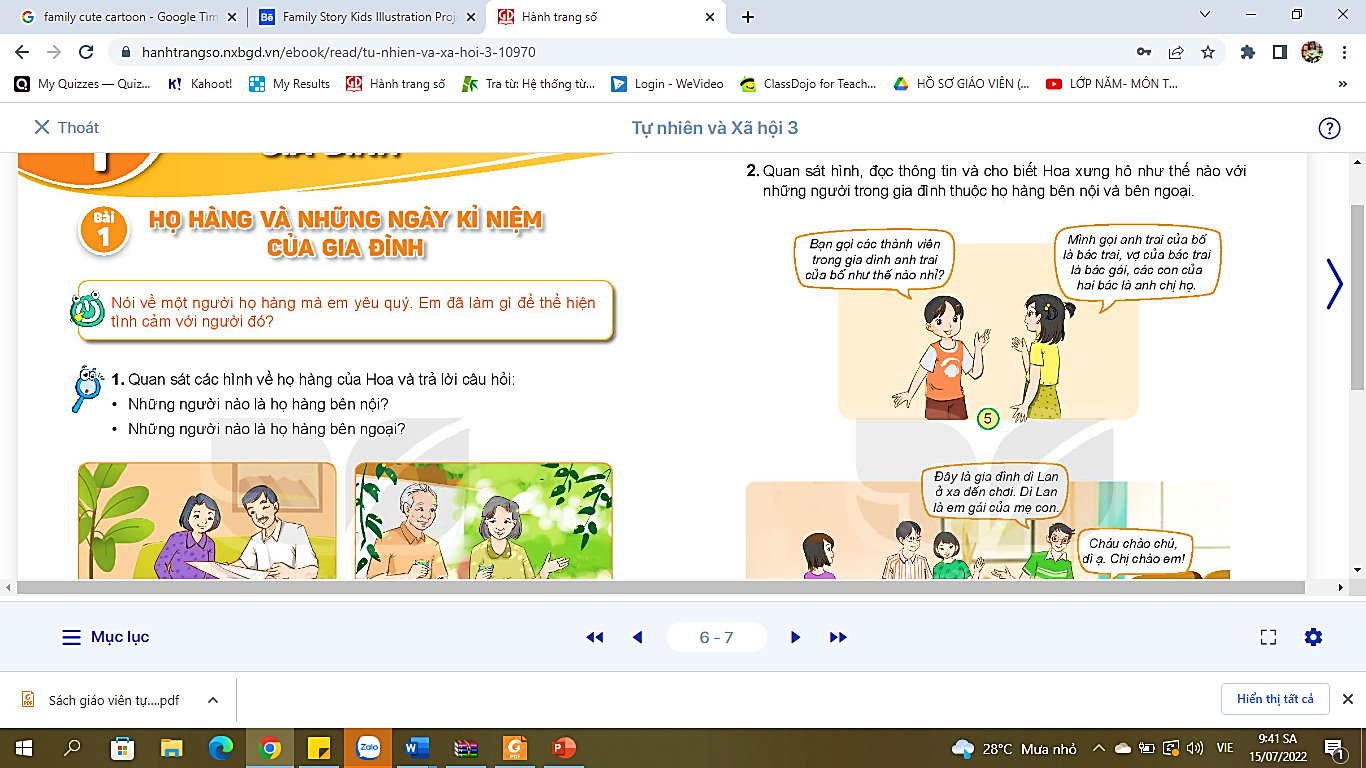 family cute cartoon - Google Tim
Family Story Kids Illustration Proj
Hành trang số
hanhtrangso.nxbgd.vn/ebook/read/tu-nhien-va-xa-hoi-3-10970
My Quizzes — Quiz...
Kahoot!
My Results
Hành trang số
Tra từ: Hệ thống từ...
Login - WeVideo
ClassDojo for Teach...
HỒ SƠ GIÁO VIÊN (...
LỚP NĂM- MÔN T...
Thoát
Tự nhiên và Xã hội 3
Bài
1
HỌ HÀNG VÀ NHỮNG NGÀY KỈ NIỆM
CỦA GIA ĐÌNH
Nói về một người họ hàng mà em yêu quý. Em đã làm gì để thể hiện
tình cảm với người đó?
1. Quan sát các hình về họ hàng của Hoa và trả lời câu hỏi:
• Những người nào là họ hàng bên nội?
• Những người nào là họ hàng bên ngoại?
2. Quan sát hình, đọc thông tin và cho biết Hoa xưng hô như thế nào với
những người trong gia đình thuộc họ hàng bên nội và bên ngoại.
Bạn gọi các thành viên
trong gia đình anh trai
của bố như thế nào nhỉ?
Mình gọi anh trai của bố
là bác trai, vợ của bác trai
là bác gái, các con của
hai bác là anh chị họ.
5
Đây là gia đình dì Lan
ở xa đến chơi. Dì Lan
là em gái của mẹ con.
Cháu chào chú,
dì ạ. Chị chào em!
Mục lục
6 - 7
Sách giáo viên tự....pdf
Hiển thị tất cả
Zalo
28°C Mưa nhỏ
VIE
9:41 SA
15/07/2022